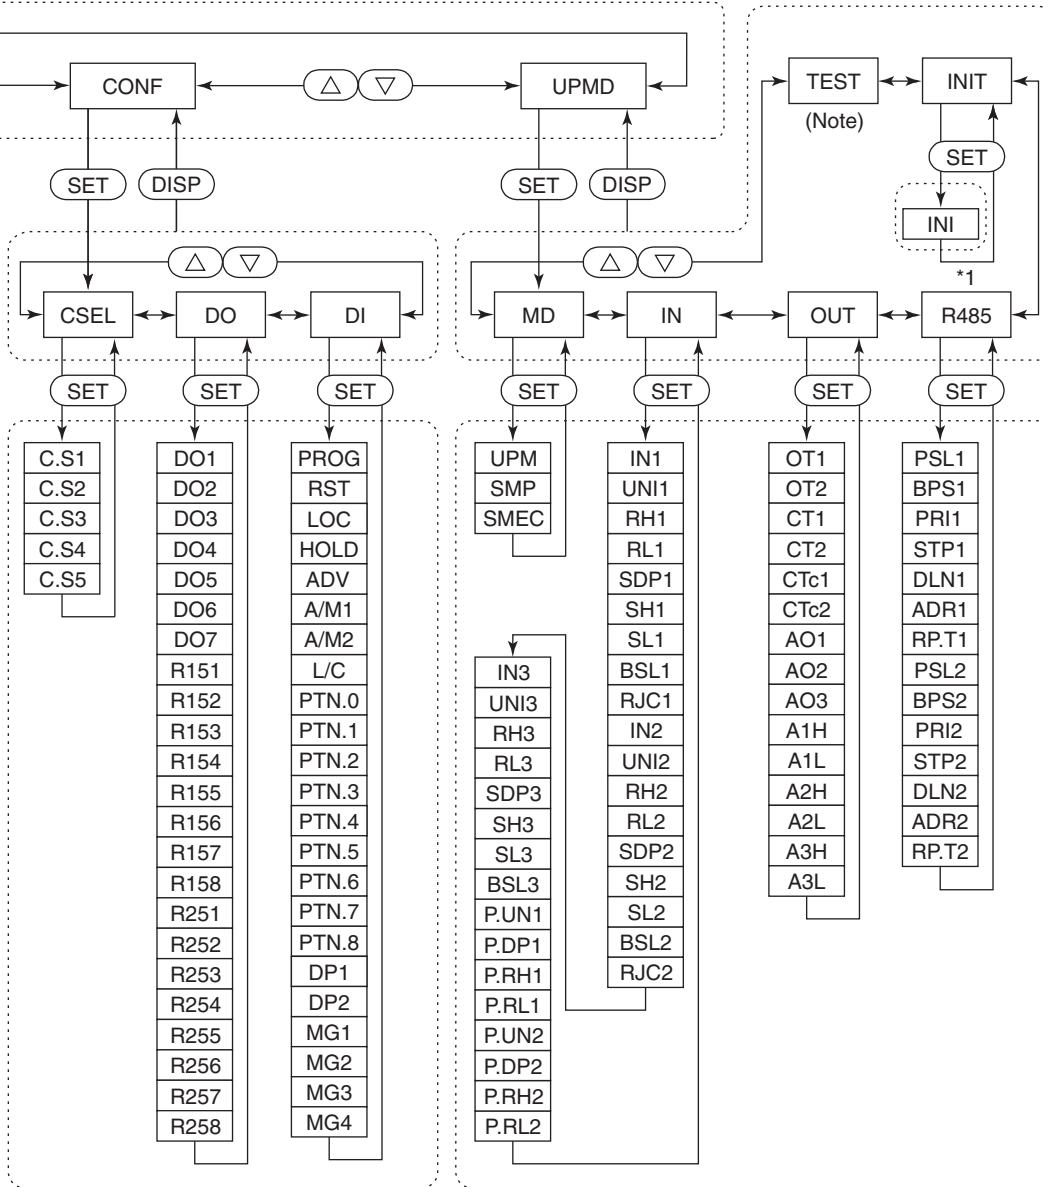 CONF
UPMD
TEST
INIT
(Note)
SET
DISP
SET
DISP
SET
INI
*1
CSEL
DO
DI
MD
IN
OUT
R485
SET
SET
SET
SET
SET
SET
SET
C.S1
C.S2
C.S3
C.S4
C.S5
DO1
DO2
DO3
DO4
DO5
DO6
DO7
R151
R152
R153
R154
R155
R156
R157
R158
R251
R252
R253
R254
R255
R256
R257
R258
PROG
RST
LOC
HOLD
ADV
A/M1
A/M2
L/C
PTN.0
PTN.1
PTN.2
PTN.3
PTN.4
PTN.5
PTN.6
PTN.7
PTN.8
DP1
DP2
MG1
MG2
MG3
MG4
UPM
SMP
SMEC
IN1
UNI1
RH1
RL1
SDP1
SH1
SL1
BSL1
RJC1
IN2
UNI2
RH2
RL2
SDP2
SH2
SL2
BSL2
RJC2
IN3
UNI3
RH3
RL3
SDP3
SH3
SL3
BSL3
P.UN1
P.DP1
P.RH1
P.RL1
P.UN2
P.DP2
P.RH2
P.RL2
OT1
OT2
CT1
CT2
CTc1
CTc2
AO1
AO2
AO3
A1H
A1L
A2H
A2L
A3H
A3L
PSL1
BPS1
PRI1
STP1
DLN1
ADR1
RP.T1
PSL2
BPS2
PRI2
STP2
DLN2
ADR2
RP.T2